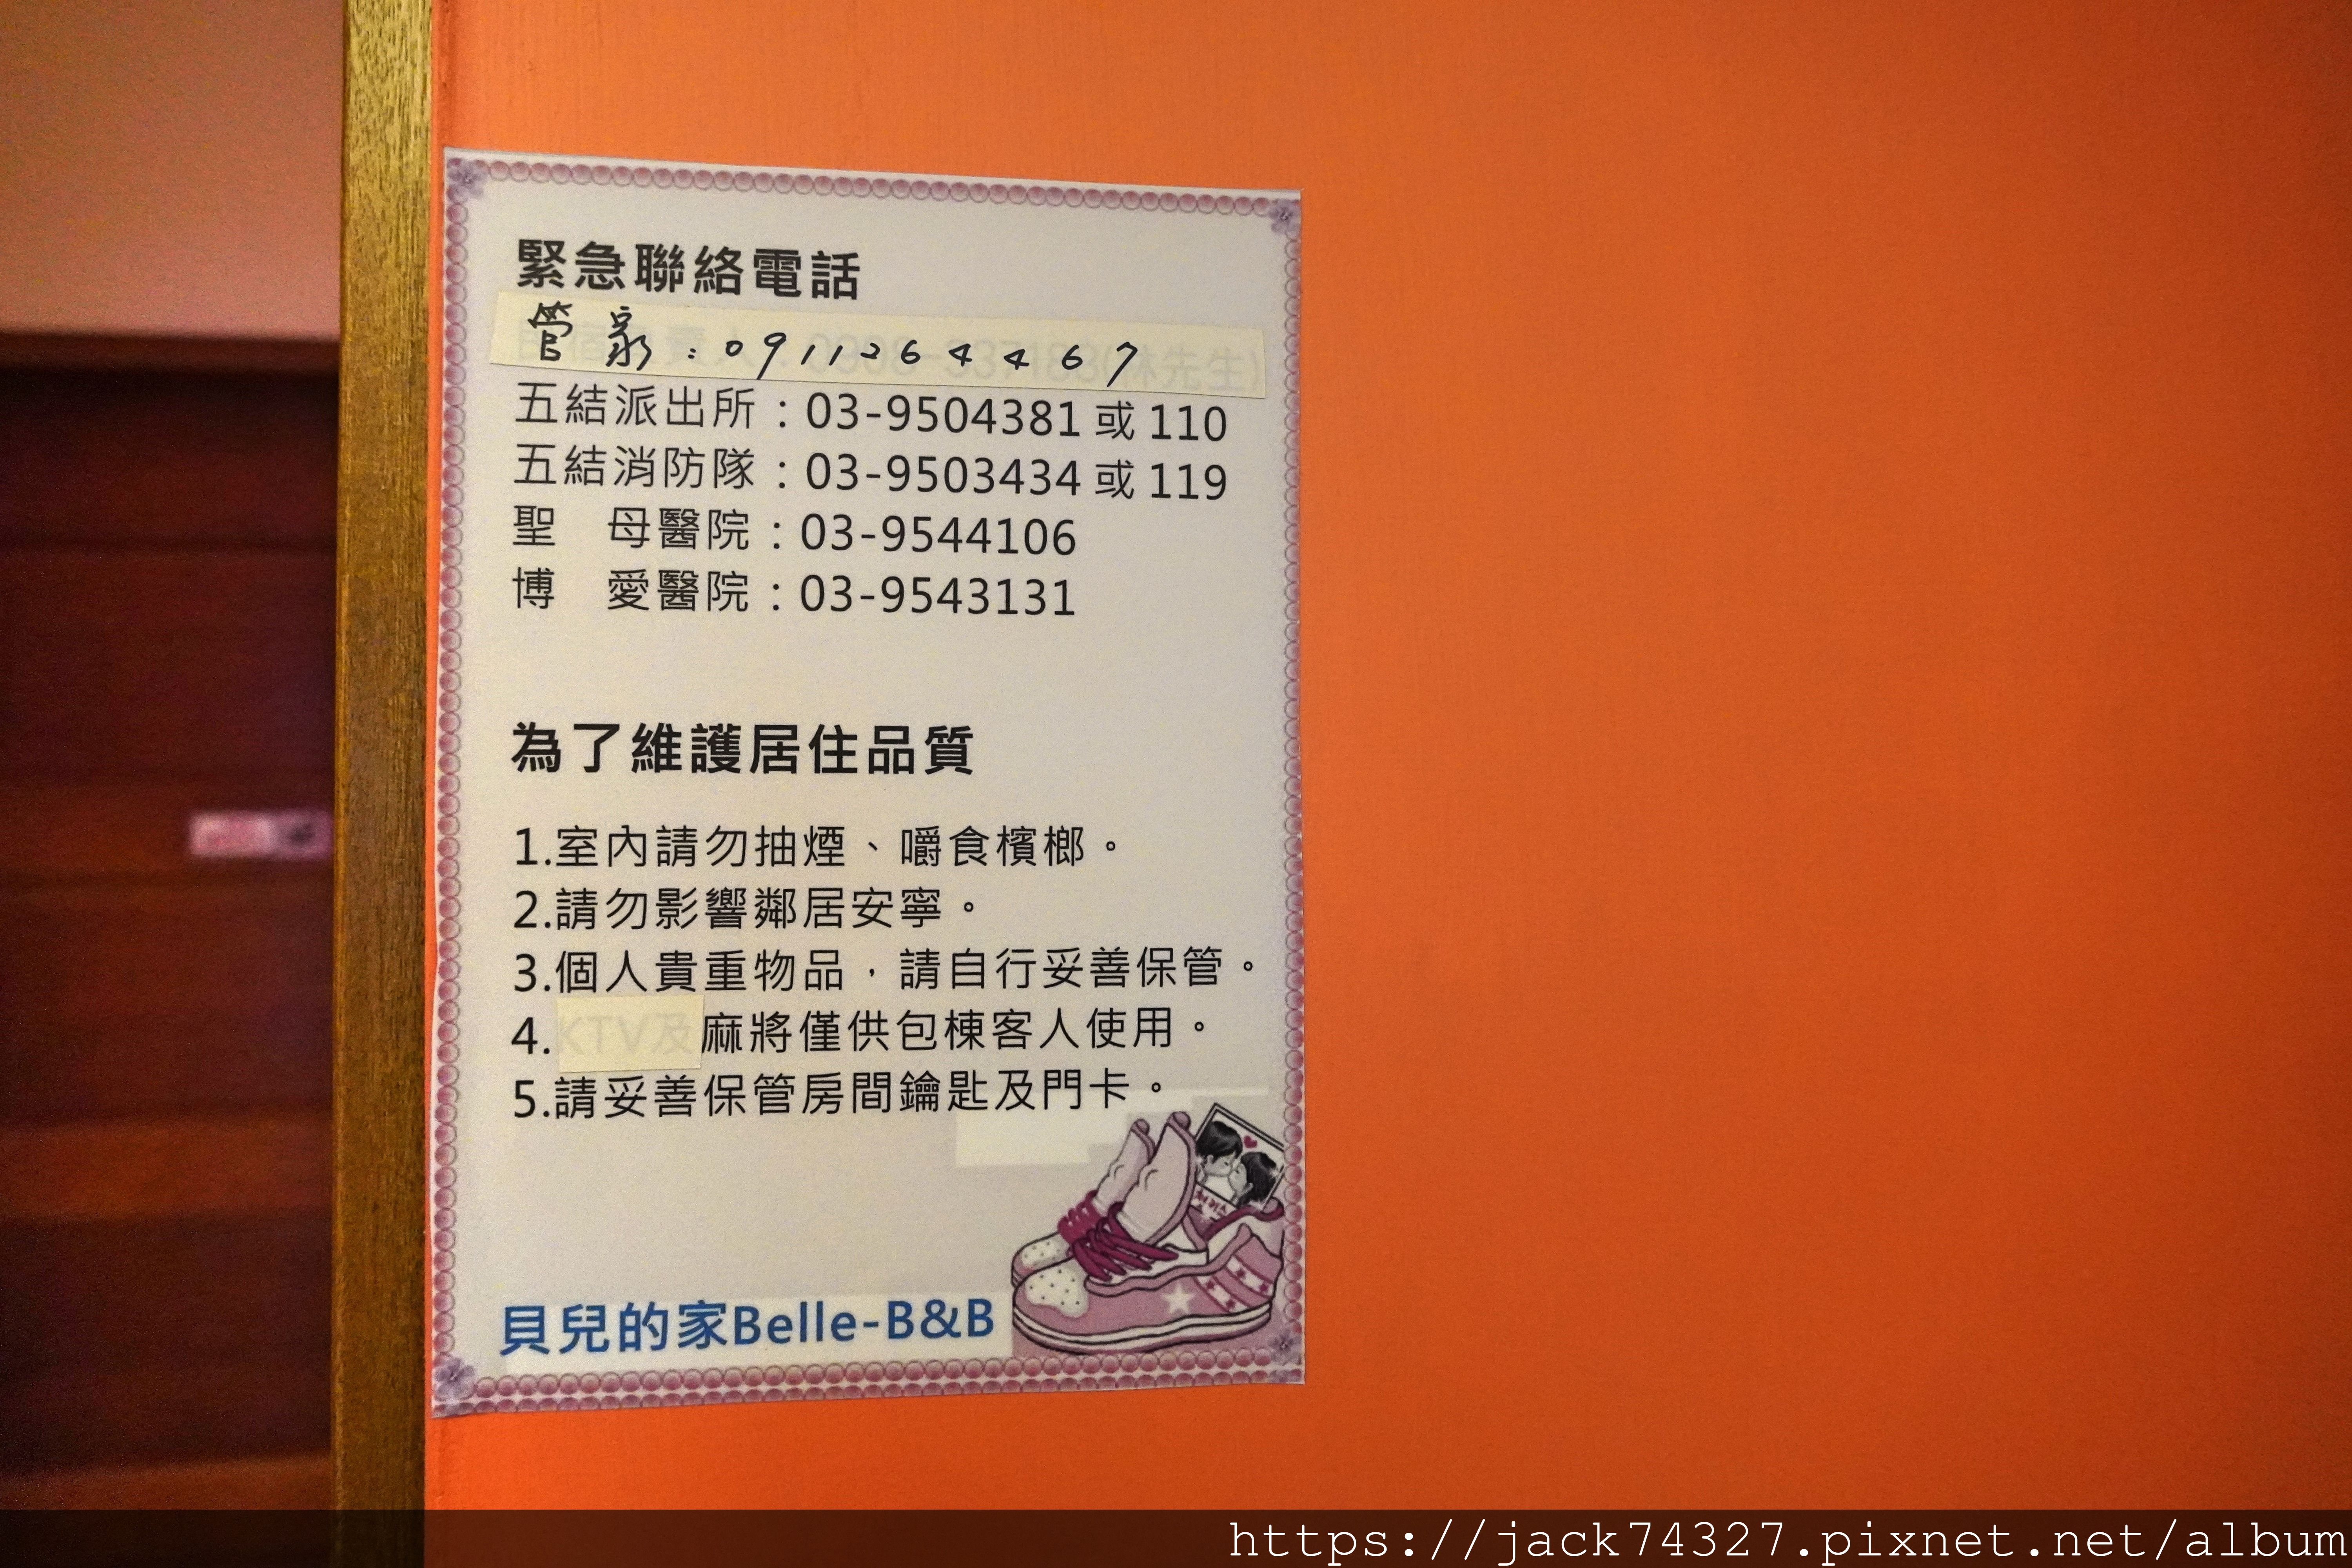 緊急聯絡電話
管家:0911264467
五結派出所:03-9504381 或 110
五結消防隊:03-9503434 或 119
聖 母醫院:03-9544106
博 愛醫院:03-9543131
為了維護居住品質
1.室內請勿抽煙、嚼食檳榔。
2.請勿影響鄰居安寧。
3.個人貴重物品,請自行妥善保管。
4.KTV及麻將僅供包棟客人使用。
5.請妥善保管房間鑰匙及門卡。
貝兒的家Belle-B&B
https://jack74327.pixnet.net/album